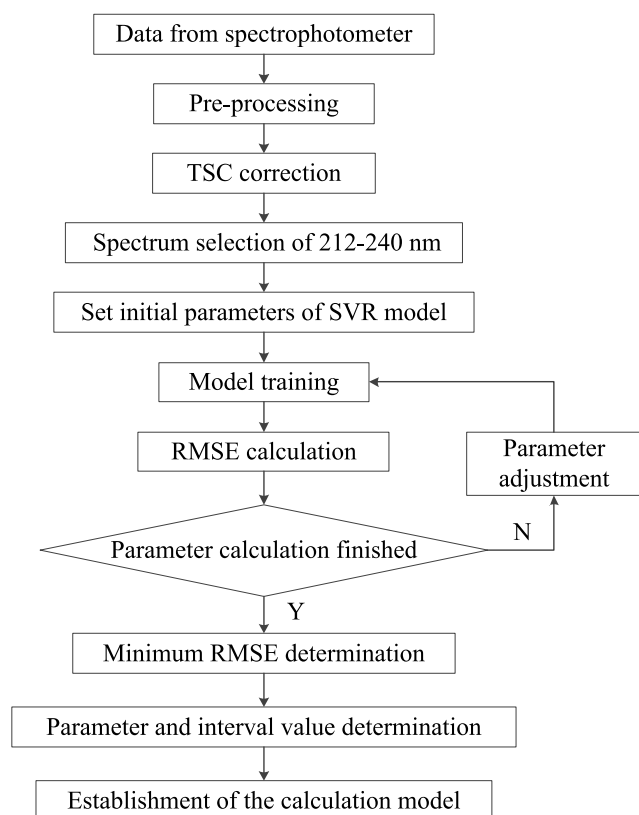 Data from spectrophotometer
Pre-processing
TSC correction
Spectrum selection of 212-240 nm
Set initial parameters of SVR model
Model training
RMSE calculation
Parameter
adjustment
Parameter calculation finished
N
Y
Minimum RMSE determination
Parameter and interval value determination
Establishment of the calculation model